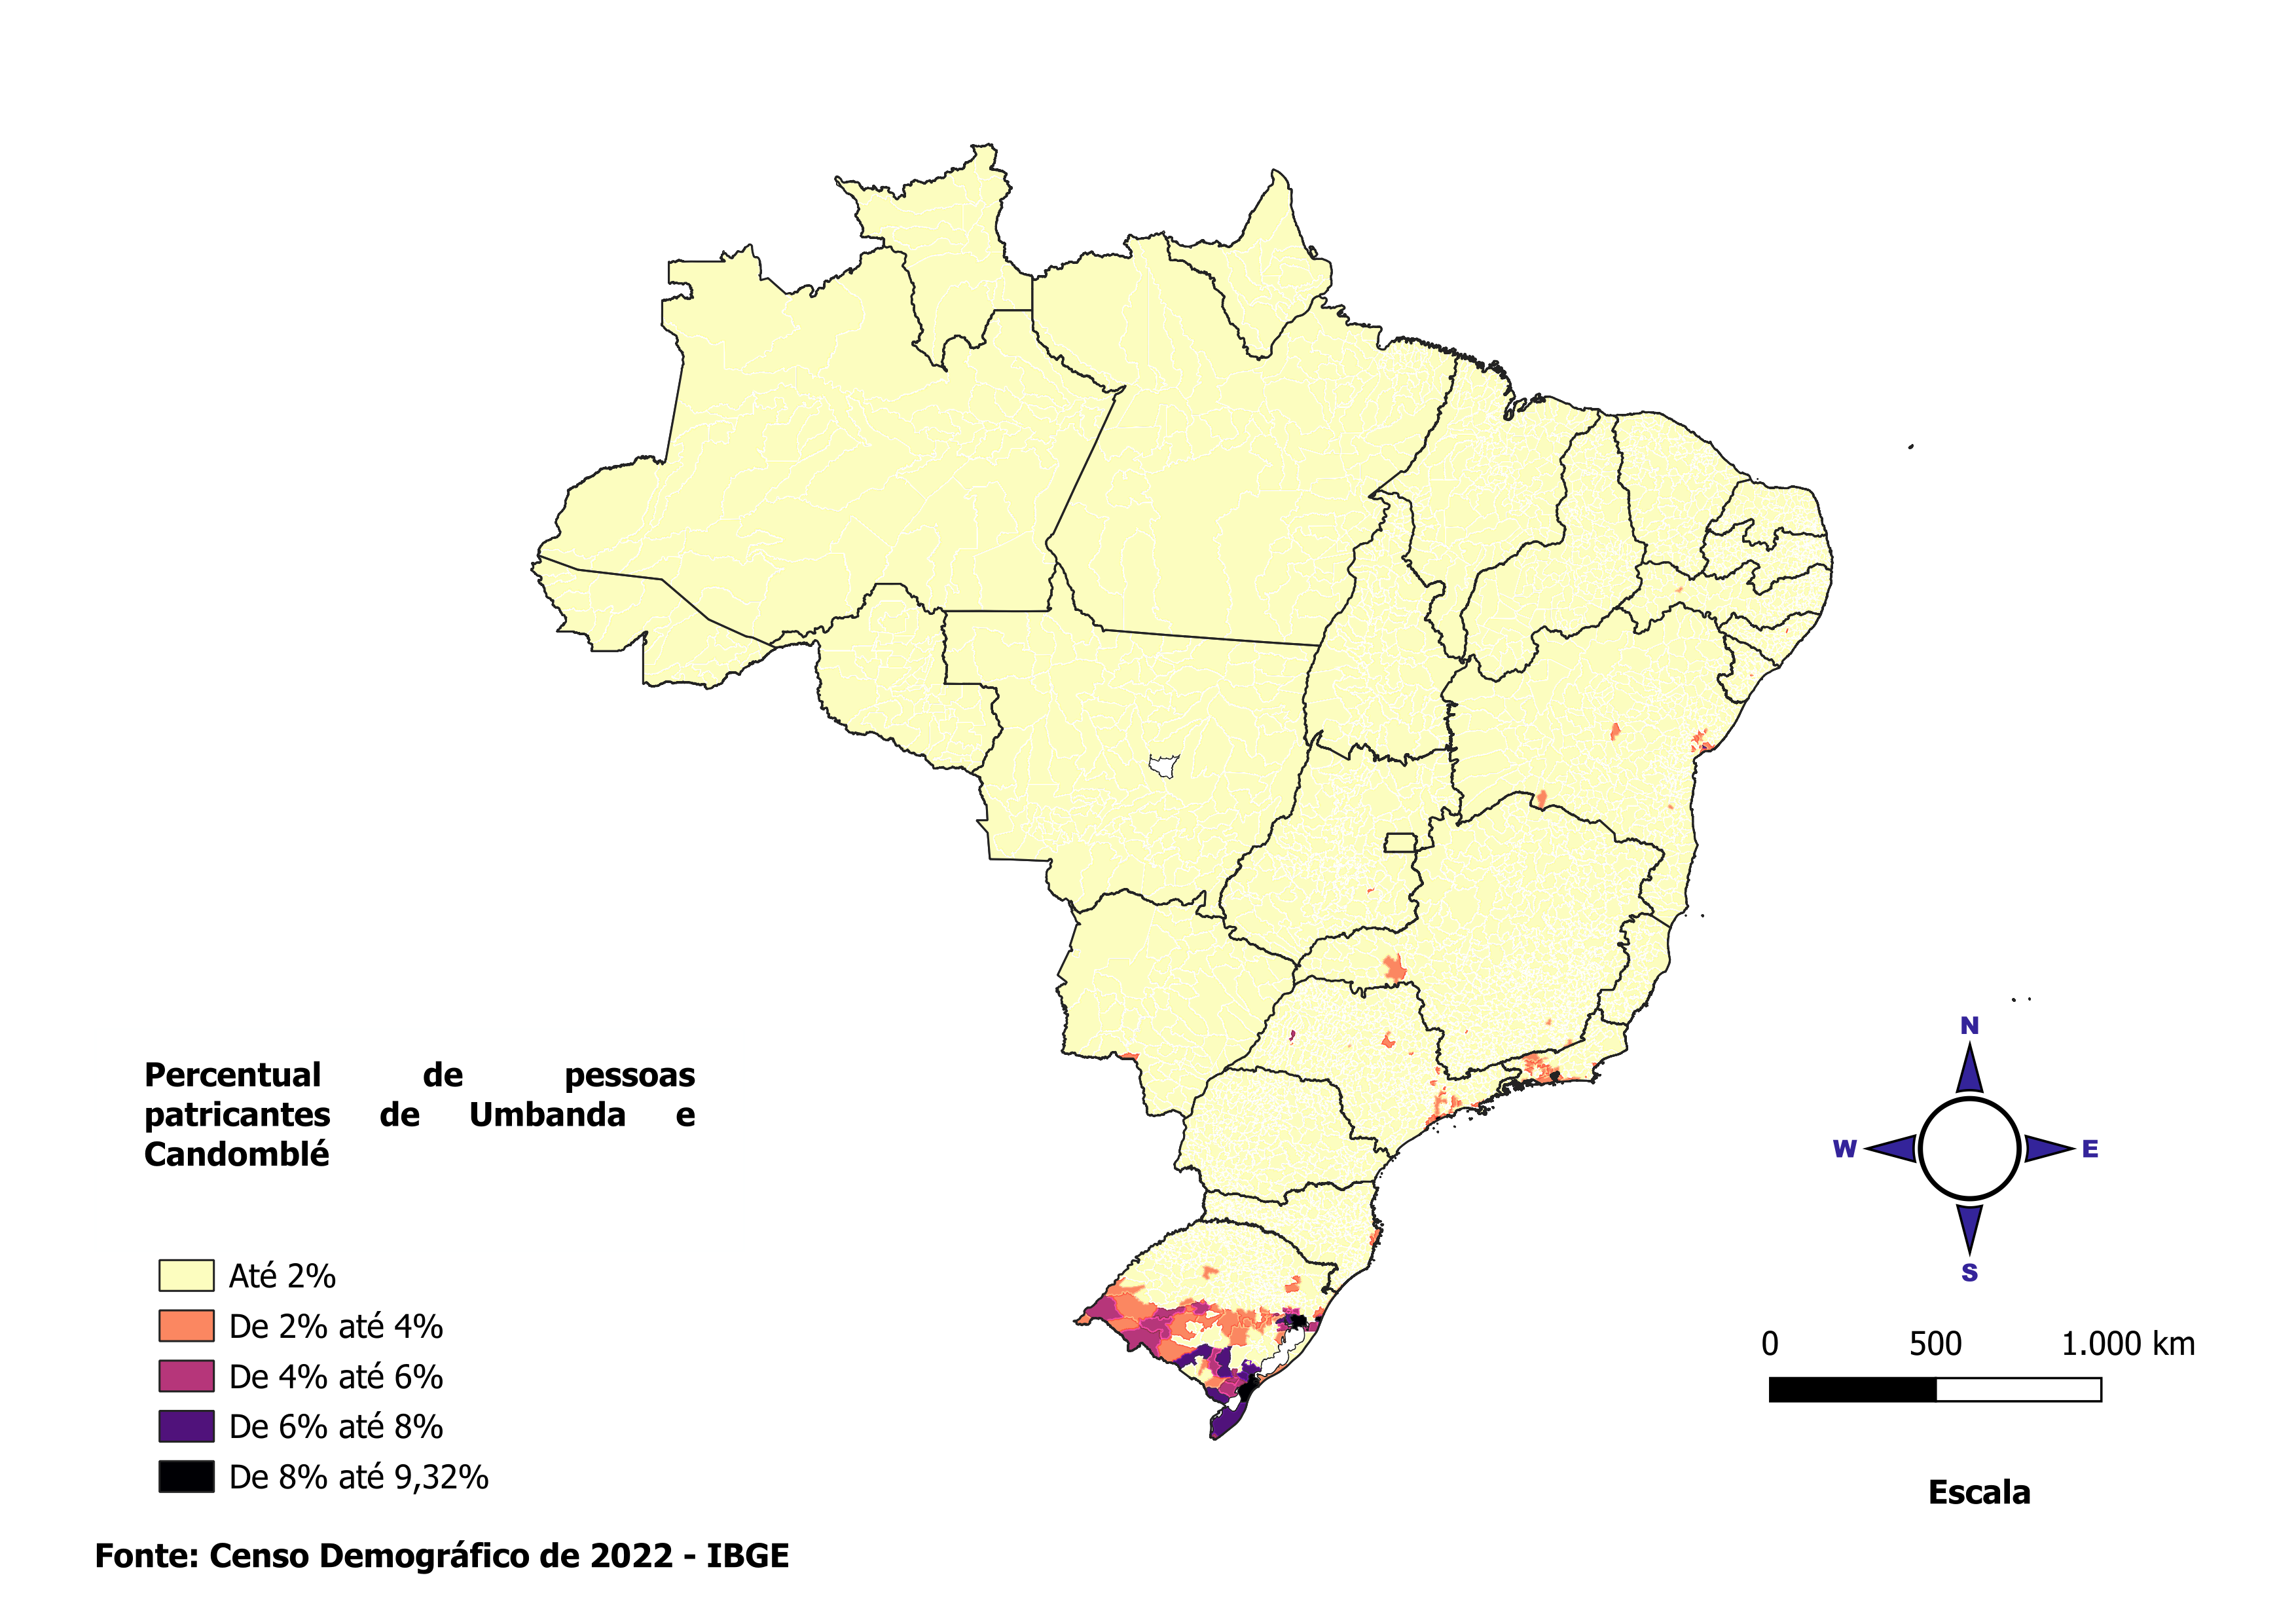 Percentual de pessoas
patricantes de Umbanda e
Candomblé
Até 2%
De 2% até 4%
De 4% até 6%
De 6% até 8%
De 8% até 9,32%
Fonte: Censo Demográfico de 2022 - IBGE
N
W E
S
0 500 1.000 km
Escala